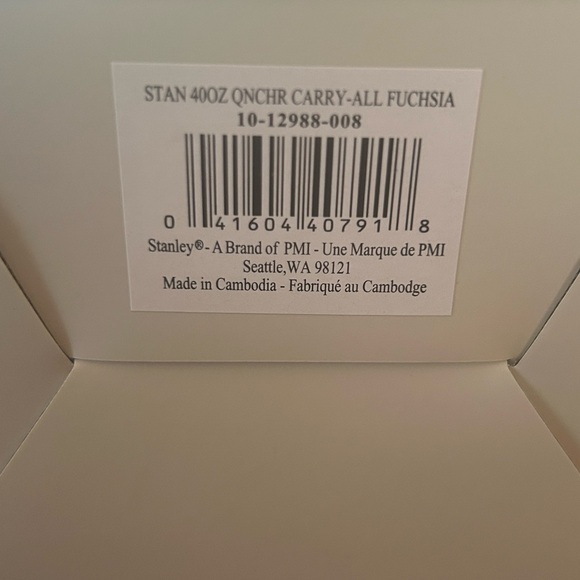 STAN 40OZ QNCHR CARRY-ALL FUCHSIA
10-12988-008
0 41604 40791 8
Stanley®- A Brand of PMI - Une Marque de PMI
Seattle,WA 98121
Made in Cambodia - Fabriqué au Cambodge